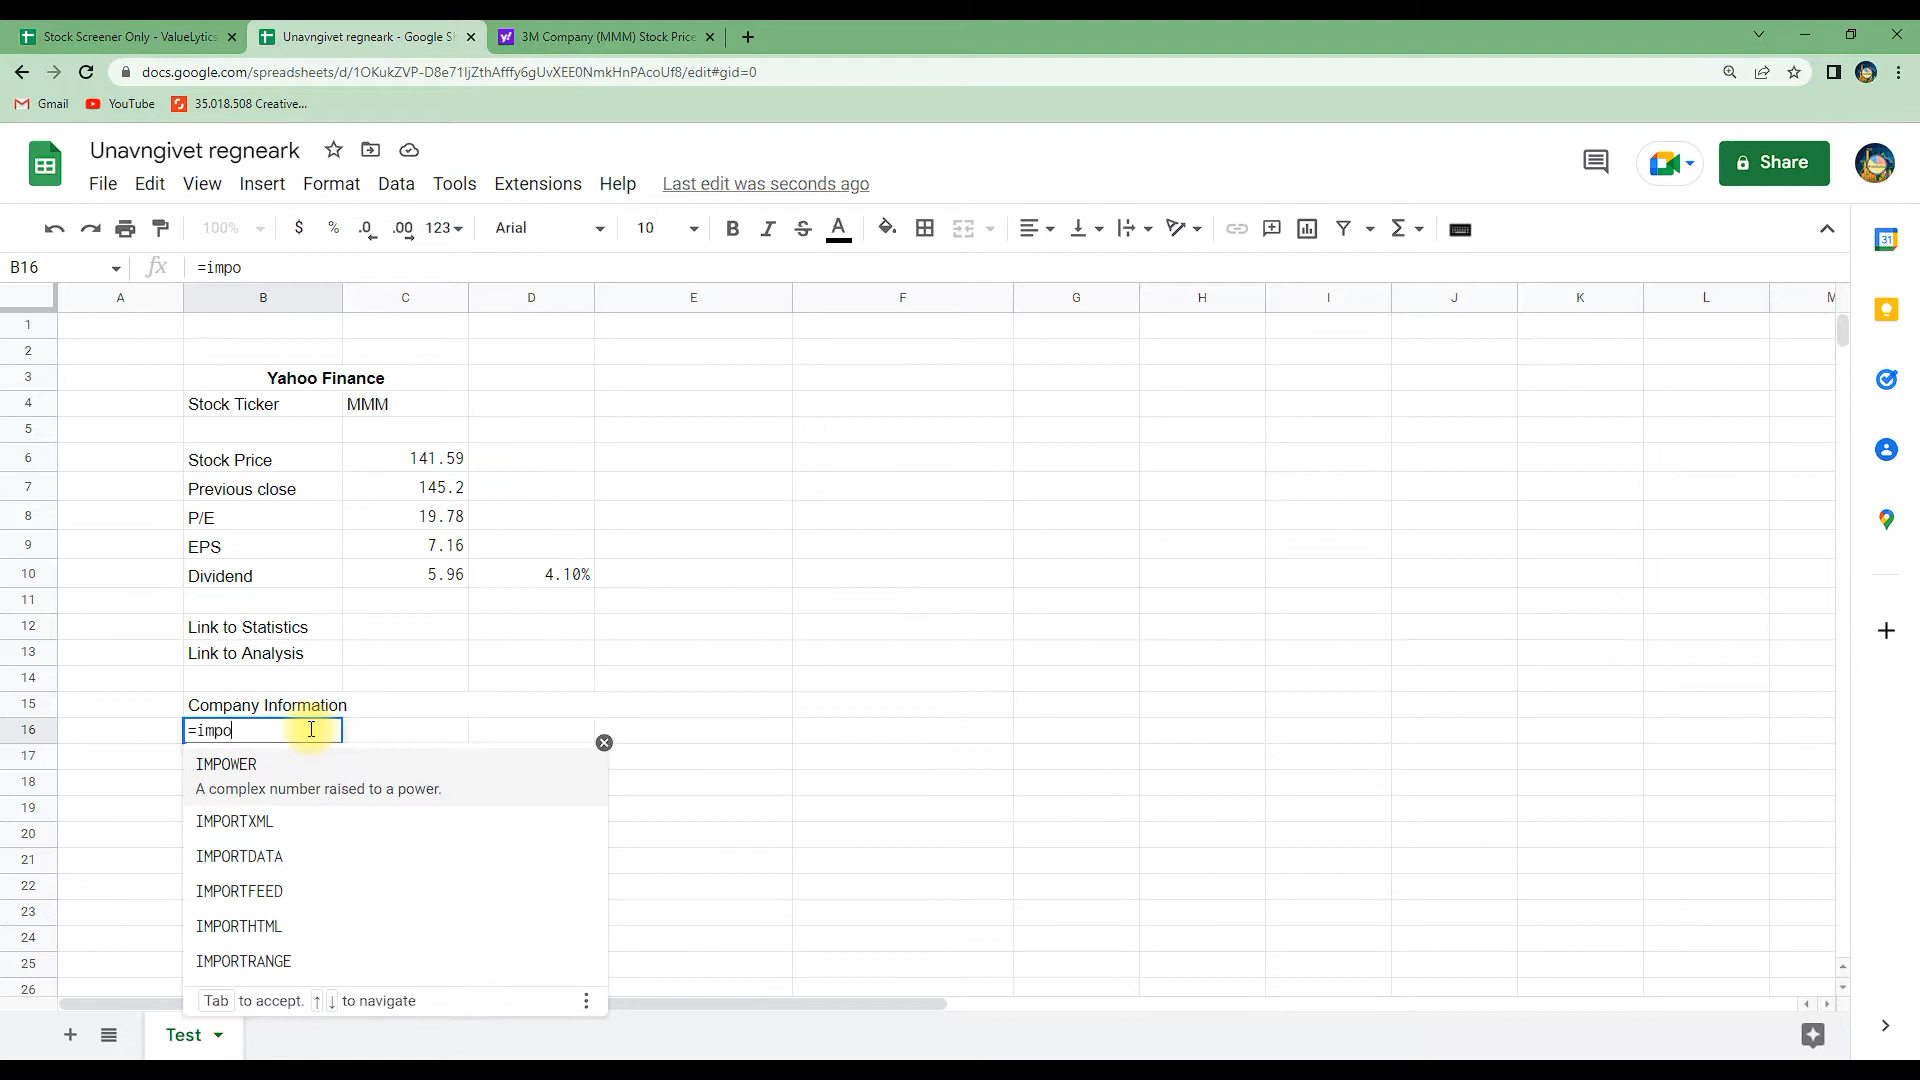 Stock Screener Only - ValueLytics
Unavngivet regneark - Google S
3M Company (MMM) Stock Price
docs.google.com/spreadsheets/d/1OKukZVP-D8e71IjZthAfffy6gUvXEE0NmkHnPAcoUf8/edit#gid=0
Gmail
YouTube
35.018.508 Creative...
Unavngivet regneark
Share
File Edit View Insert Format Data Tools Extensions Help Last edit was seconds ago
100% $ % .0 .00 123 Arial 10 B I S A
B16 fx =impo
A B C D E F G H I J K L M
1
2
3 Yahoo Finance
4 Stock Ticker MMM
5
6 Stock Price 141.59
7 Previous close 145.2
8 P/E 19.78
9 EPS 7.16
10 Dividend 5.96 4.10%
11
12 Link to Statistics
13 Link to Analysis
14
15 Company Information
16 =impo
17 IMPOWER
18 A complex number raised to a power.
19
20 IMPORTXML
21 IMPORTDATA
22 IMPORTFEED
23
24 IMPORTHTML
25 IMPORTRANGE
26
Tab to accept. ↑ ↓ to navigate
Test
31